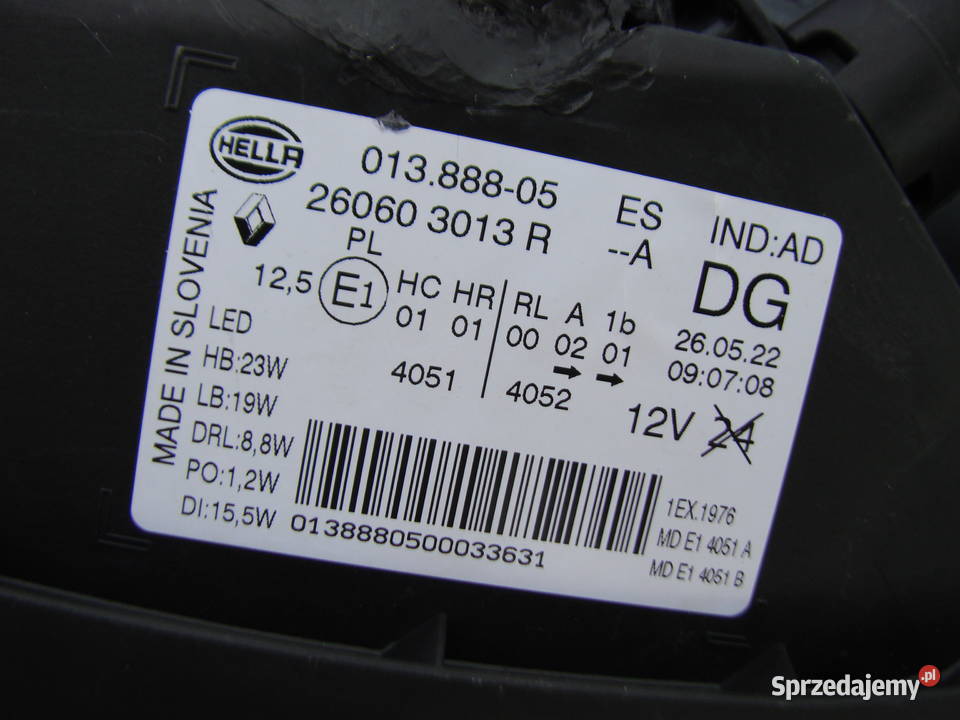 HELLA
013.888-05
26060 3013 R
ES
--A
IND:AD
DG
MADE IN SLOVENIA
PL
12,5 E1 HC HR RL A 1b
01 01 00 02 01
→ →
4051 4052
26.05.22
09:07:08
LED
HB:23W
LB:19W
DRL:8,8W
PO:1,2W
DI:15,5W
12V 24
0138880500033631
1EX.1976
MD E1 4051 A
MD E1 4051 B
Sprzedajemy.pl